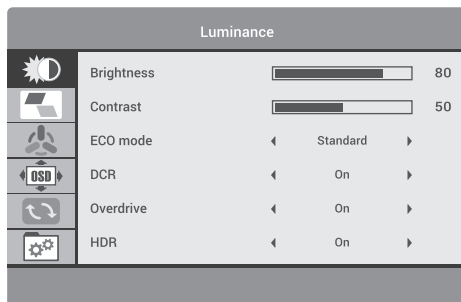 Luminance
Brightness 80
Contrast 50
ECO mode Standard
DCR On
OSD
Overdrive On
HDR On